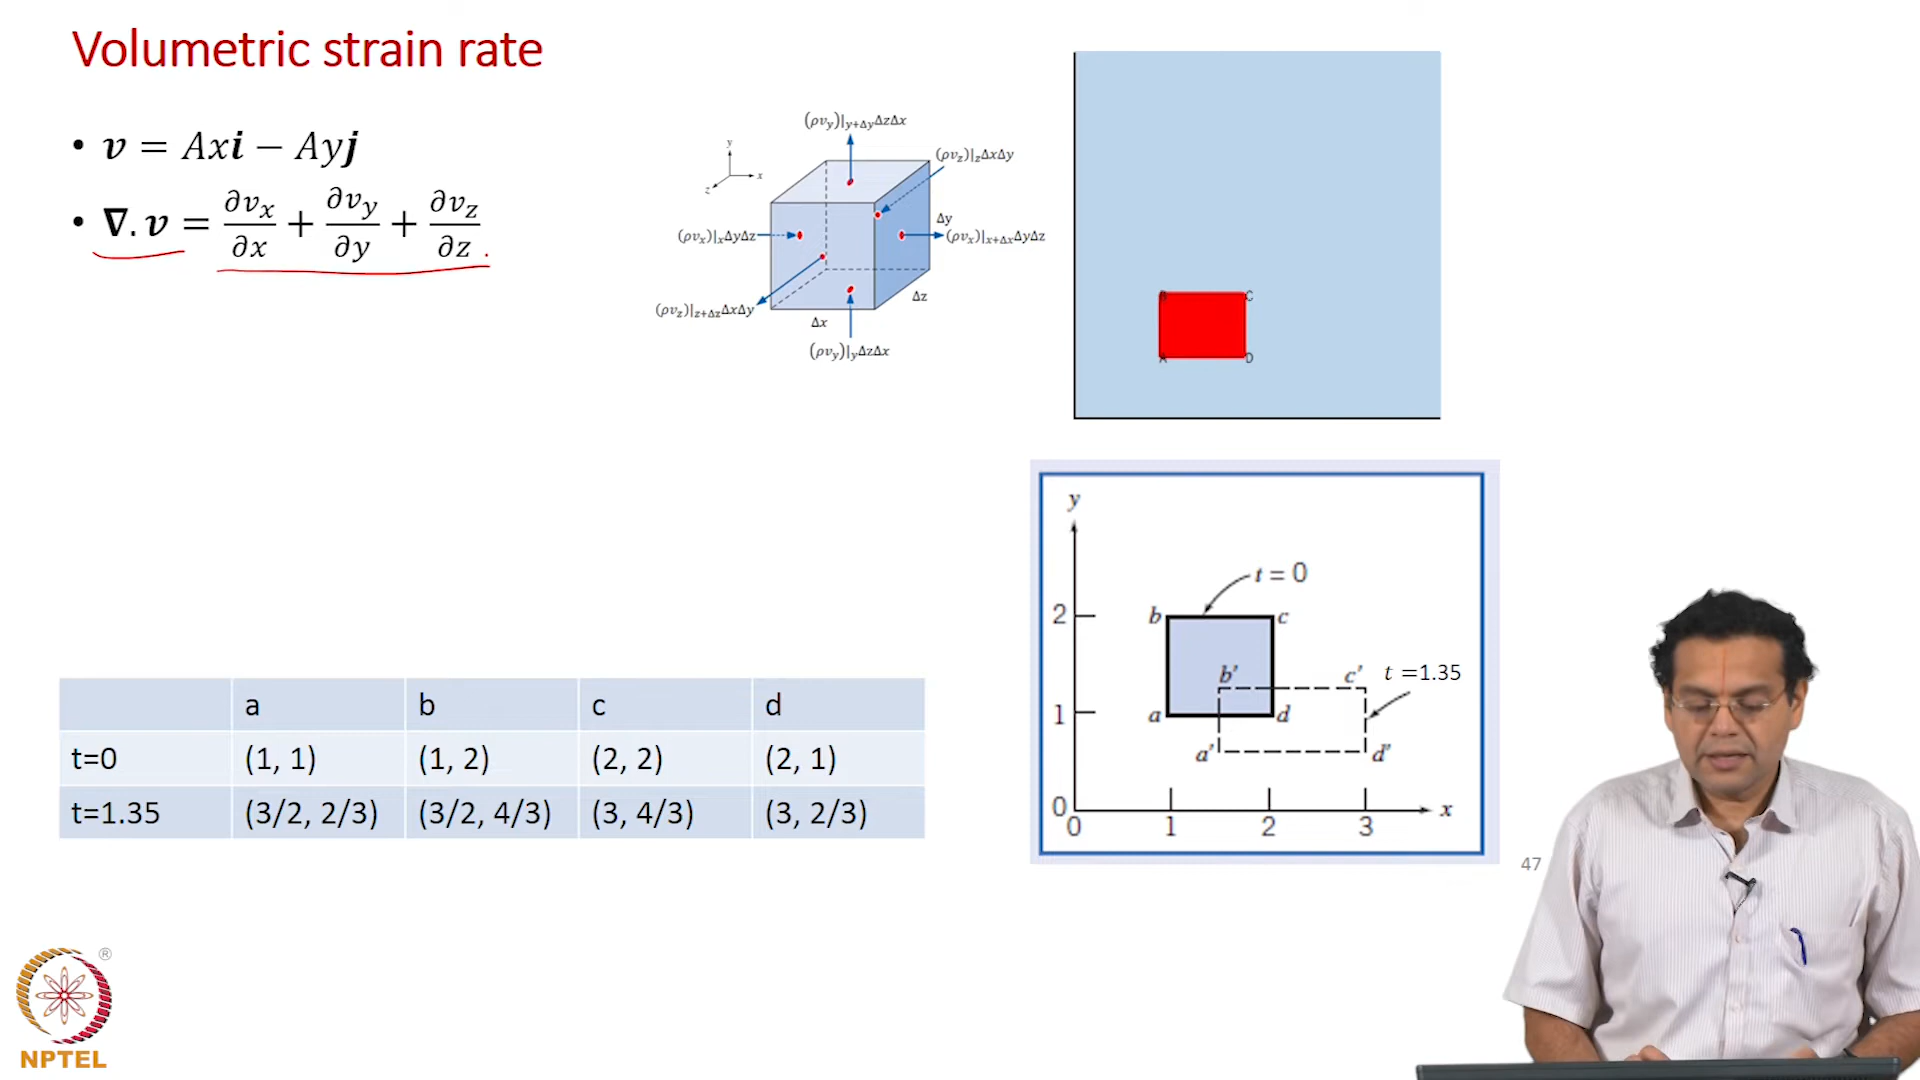 Volumetric strain rate
• v = Axi − Ayj
• ∇. v = ∂vx/∂x + ∂vy/∂y + ∂vz/∂z
(ρvy)|y+Δy ΔzΔx
(ρvz)|z ΔxΔy
y
x
z
Δy
(ρvx)|x ΔyΔz
(ρvx)|x+Δx ΔyΔz
Δz
(ρvz)|z+Δz ΔxΔy
Δx
(ρvy)|y ΔzΔx
B C
A D
y
t = 0
2 b c
b' c' t =1.35
1 a d
a' d'
0 x
0 1 2 3
a b c d
t=0 (1, 1) (1, 2) (2, 2) (2, 1)
t=1.35 (3/2, 2/3) (3/2, 4/3) (3, 4/3) (3, 2/3)
47
®
NPTEL